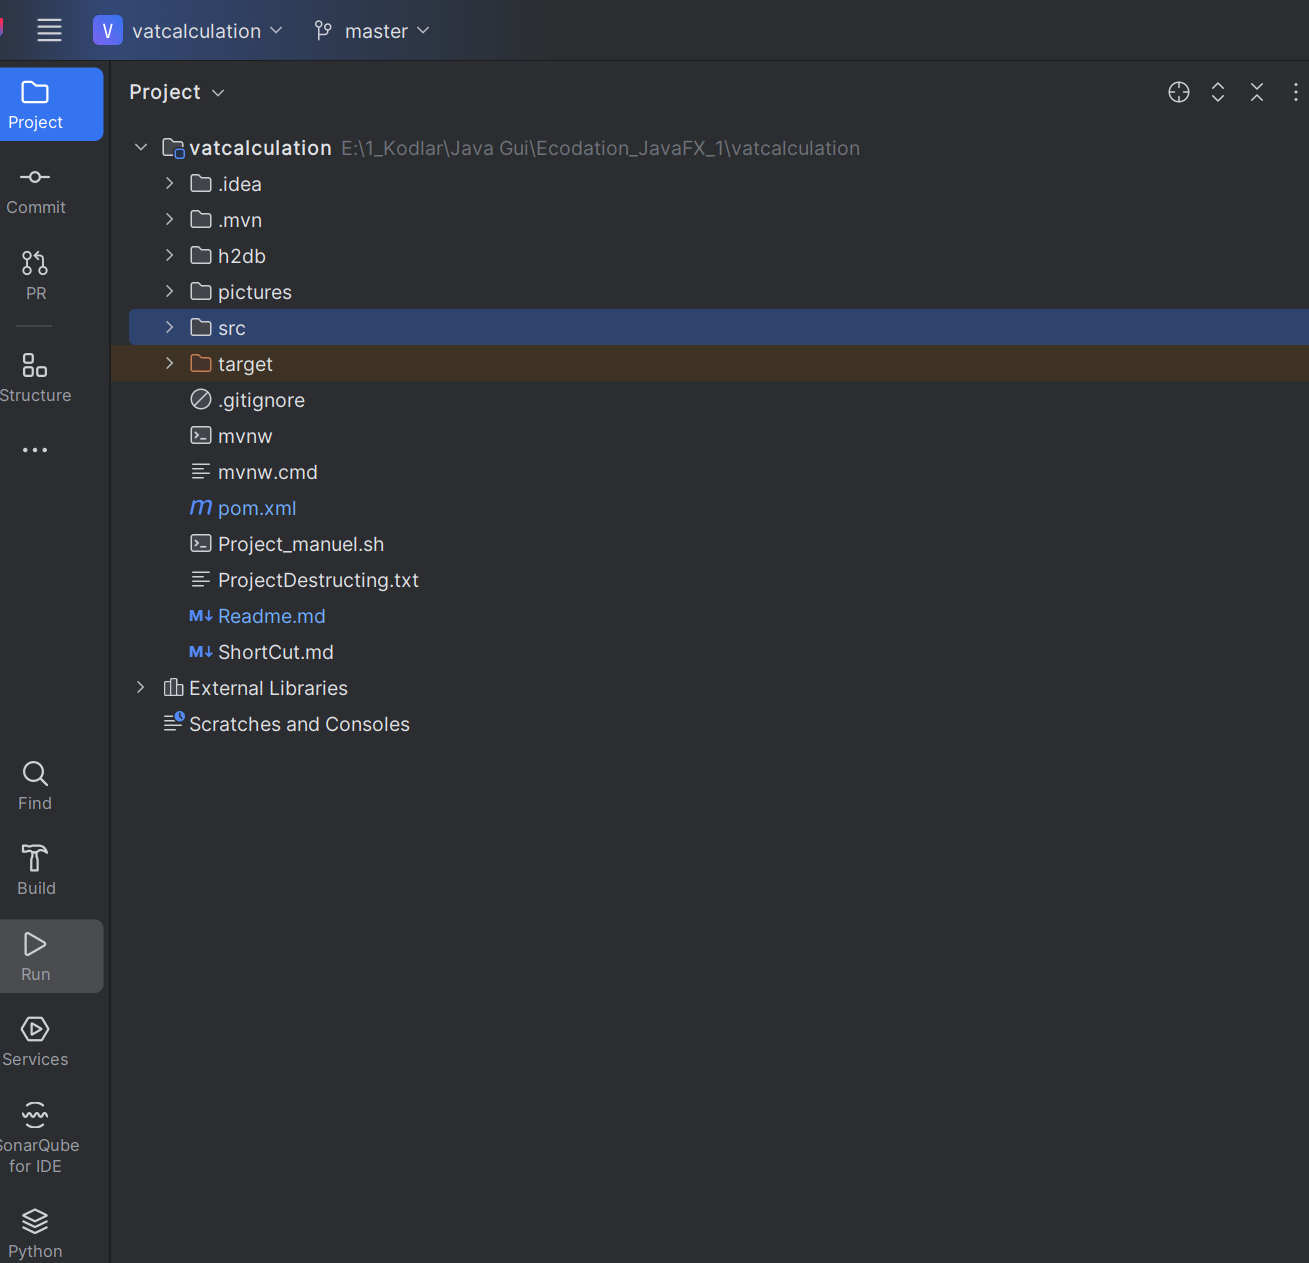 V vatcalculation master
Project
Project
Commit
PR
Structure
Find
Build
Run
Services
SonarQube
for IDE
Python
vatcalculation E:\1_Kodlar\Java Gui\Ecodation_JavaFX_1\vatcalculation
.idea
.mvn
h2db
pictures
src
target
.gitignore
mvnw
mvnw.cmd
m pom.xml
Project_manuel.sh
ProjectDestructing.txt
M↓ Readme.md
M↓ ShortCut.md
External Libraries
Scratches and Consoles